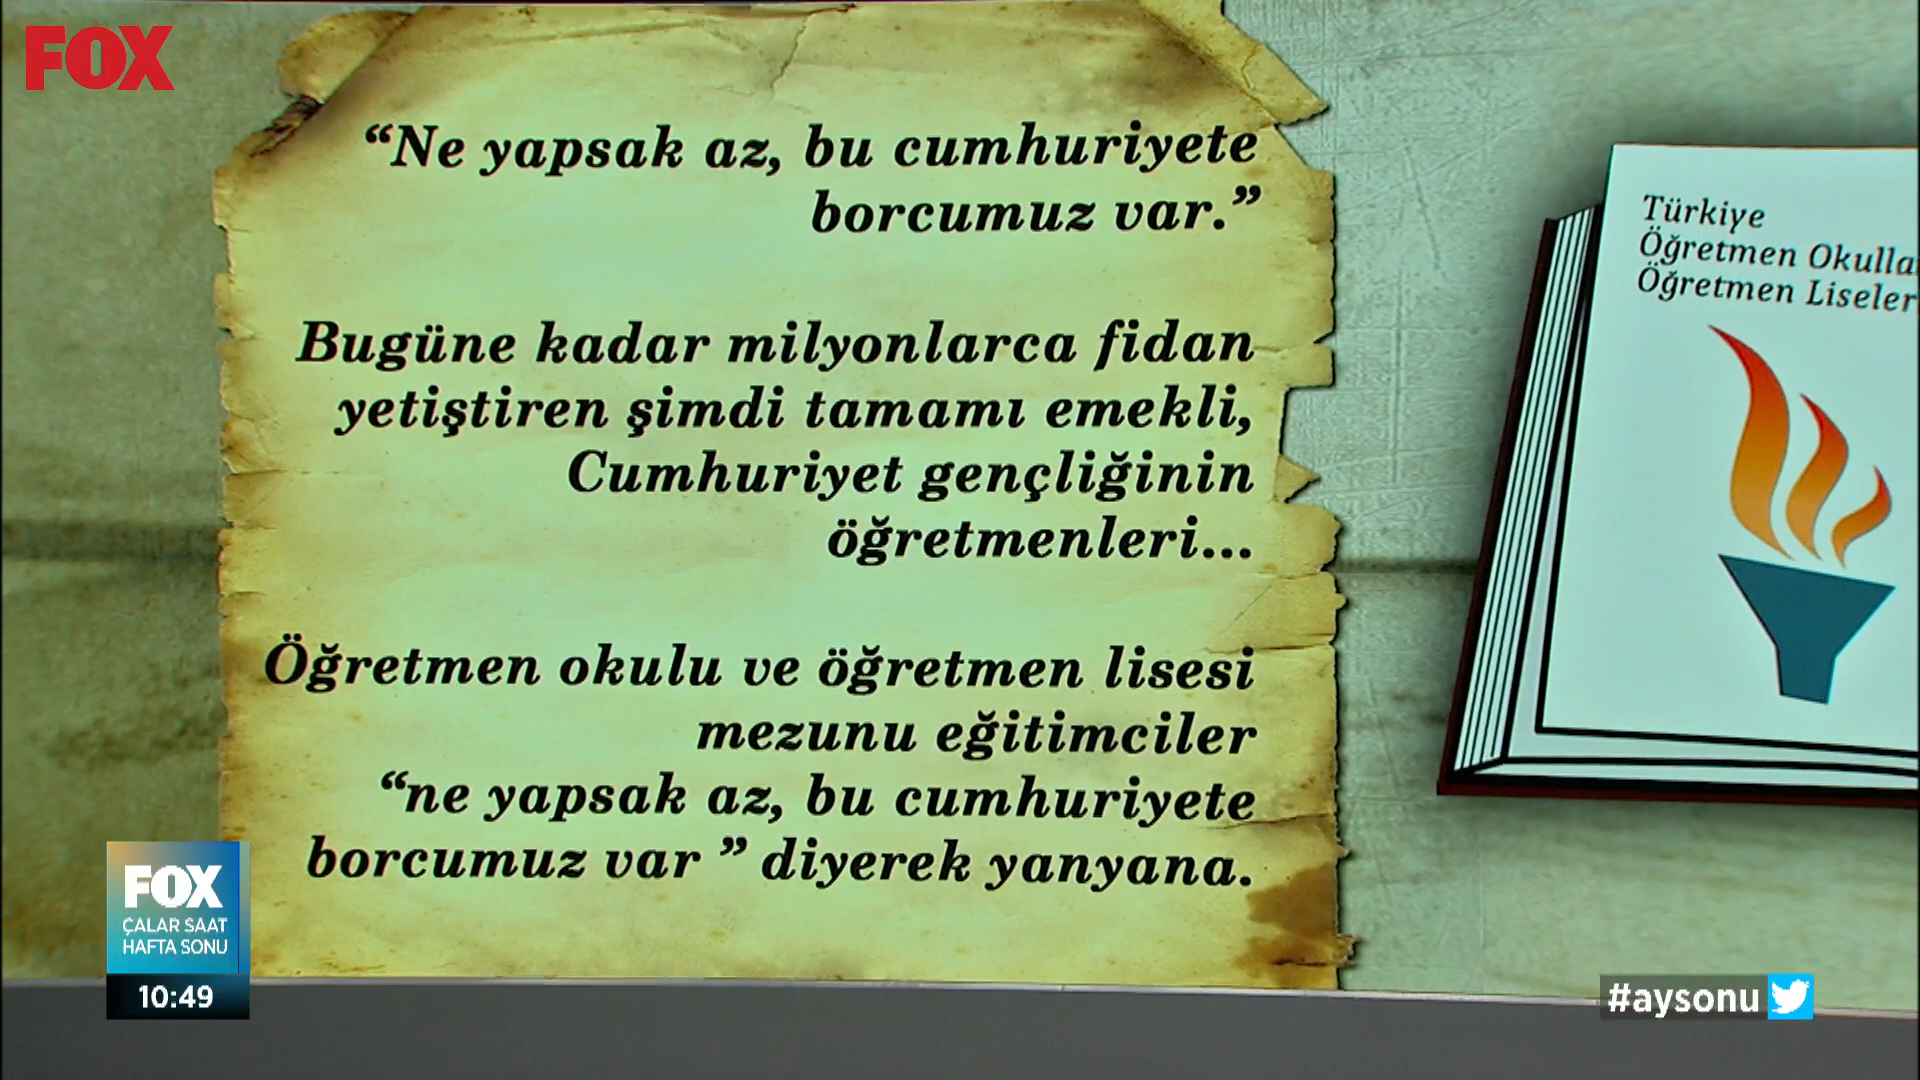 FOX
“Ne yapsak az, bu cumhuriyete
borcumuz var.”
Bugüne kadar milyonlarca fidan
yetiştiren şimdi tamamı emekli,
Cumhuriyet gençliğinin
öğretmenleri...
Öğretmen okulu ve öğretmen lisesi
mezunu eğitimciler
“ne yapsak az, bu cumhuriyete
borcumuz var ” diyerek yanyana.
Türkiye
Öğretmen
Öğretmen
FOX
ÇALAR SAAT
HAFTA SONU
10:49
#aysonu